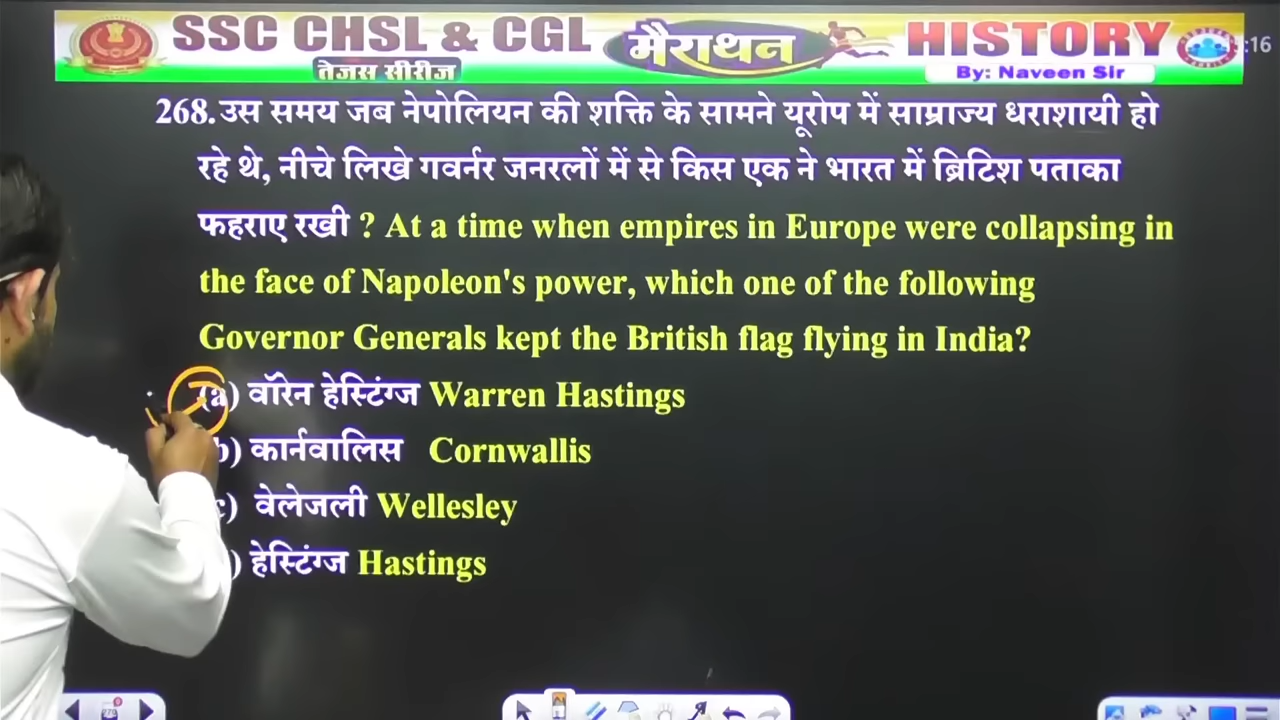 SSC CHSL & CGL
तेजस सीरीज
मैराथन
HISTORY
By: Naveen Sir
:16
268. उस समय जब नेपोलियन की शक्ति के सामने यूरोप में साम्राज्य धराशायी हो
रहे थे, नीचे लिखे गवर्नर जनरलों में से किस एक ने भारत में ब्रिटिश पताका
फहराए रखी ? At a time when empires in Europe were collapsing in
the face of Napoleon's power, which one of the following
Governor Generals kept the British flag flying in India?
(a) वॉरेन हेस्टिंग्ज Warren Hastings
b) कार्नवालिस Cornwallis
c) वेलेजली Wellesley
) हेस्टिंग्ज Hastings